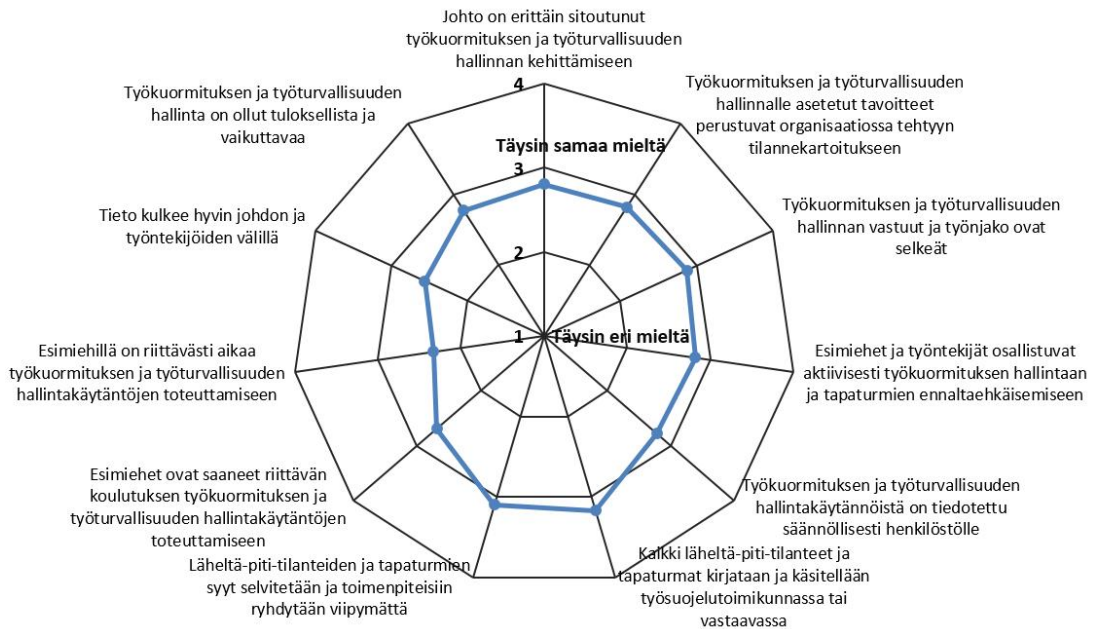 Johto on erittäin sitoutunut
työkuormituksen ja työturvallisuuden
hallinnan kehittämiseen
4
Työkuormituksen ja työturvallisuuden
hallinnalle asetetut tavoitteet
perustuvat organisaatiossa tehtyyn
tilannekartoitukseen
Työkuormituksen ja työturvallisuuden
hallinta on ollut tuloksellista ja
vaikuttavaa
Täysin samaa mieltä
3
Työkuormituksen ja työturvallisuuden
hallinnan vastuut ja työnjako ovat
selkeät
Tieto kulkee hyvin johdon ja
työntekijöiden välillä
2
1
Täysin eri mieltä
Esimiehet ja työntekijät osallistuvat
aktiivisesti työkuormituksen hallintaan
ja tapaturmien ennaltaehkäisemiseen
Esimiehillä on riittävästi aikaa
työkuormituksen ja työturvallisuuden
hallintakäytäntöjen toteuttamiseen
Työkuormituksen ja työturvallisuuden
hallintakäytännöistä on tiedotettu
säännöllisesti henkilöstölle
Esimiehet ovat saaneet riittävän
koulutuksen työkuormituksen ja
työturvallisuuden hallintakäytäntöjen
toteuttamiseen
Kaikki läheltä-piti-tilanteet ja
tapaturmat kirjataan ja käsitellään
työsuojelutoimikunnassa tai
vastaavassa
Läheltä-piti-tilanteiden ja tapaturmien
syyt selvitetään ja toimenpiteisiin
ryhdytään viipymättä